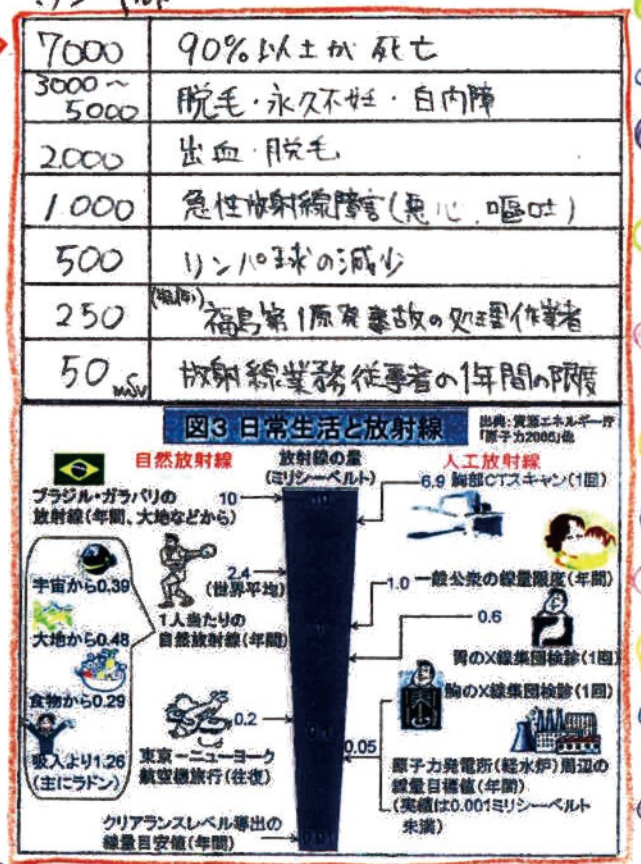 7000 90%以上が死亡
3000~5000 脱毛・永久不妊・白内障
2000 出血・脱毛
1000 急性放射線障害(悪心、嘔吐)
500 リンパ球の減少
250 福島第1原発事故の処理作業者
50mSv 放射線業務従事者の1年間の限度
図3 日常生活と放射線
出典:資源エネルギー庁
「原子力2005」他
自然放射線
放射線の量
(ミリシーベルト)
人工放射線
ブラジル・ガラパリの
放射線(年間、大地などから)
10
10
6.9 胸部CTスキャン(1回)
宇宙から0.39
大地から0.48
食物から0.29
吸入より1.26
(主にラドン)
2.4
(世界平均)
1人当たりの
自然放射線(年間)
1
1.0 一般公衆の線量限度(年間)
0.6
胃のX線集団検診(1回)
胸のX線集団検診(1回)
0.2
東京ーニューヨーク
航空機旅行(往復)
0.1
0.05
原子力発電所(軽水炉)周辺の
線量目標値(年間)
(実績は0.001ミリシーベルト
未満)
クリアランスレベル導出の
線量目安値(年間)
0.01